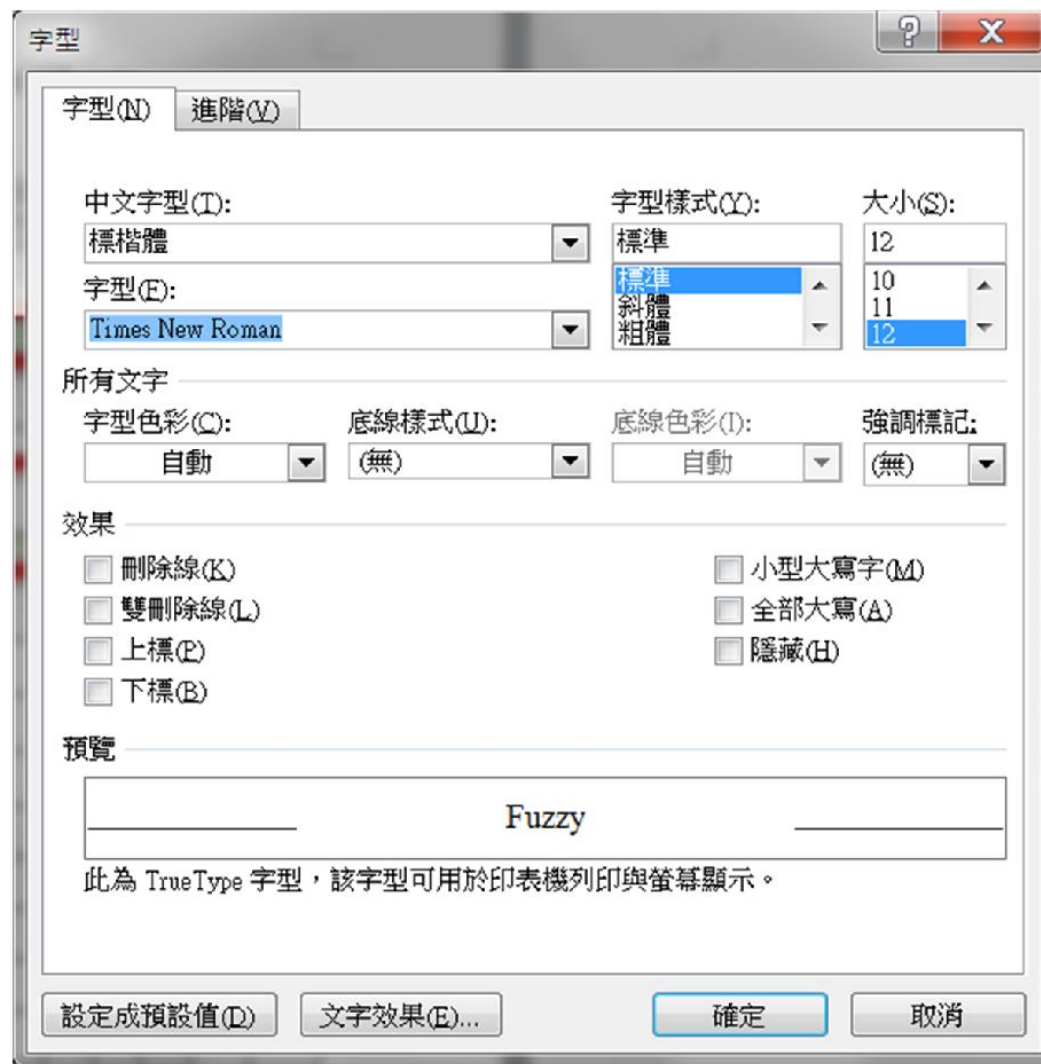 字型
字型(N) 進階(V)
中文字型(T): 字型樣式(Y): 大小(S):
標楷體 標準 12
字型(F): 標準 10
斜體 11
Times New Roman 粗體 12
所有文字
字型色彩(C): 底線樣式(U): 底線色彩(I): 強調標記:
自動 (無) 自動 (無)
效果
刪除線(K) 小型大寫字(M)
雙刪除線(L) 全部大寫(A)
上標(P) 隱藏(H)
下標(B)
預覽
Fuzzy
此為 TrueType 字型，該字型可用於印表機列印與螢幕顯示。
設定成預設值(D) 文字效果(E)... 確定 取消